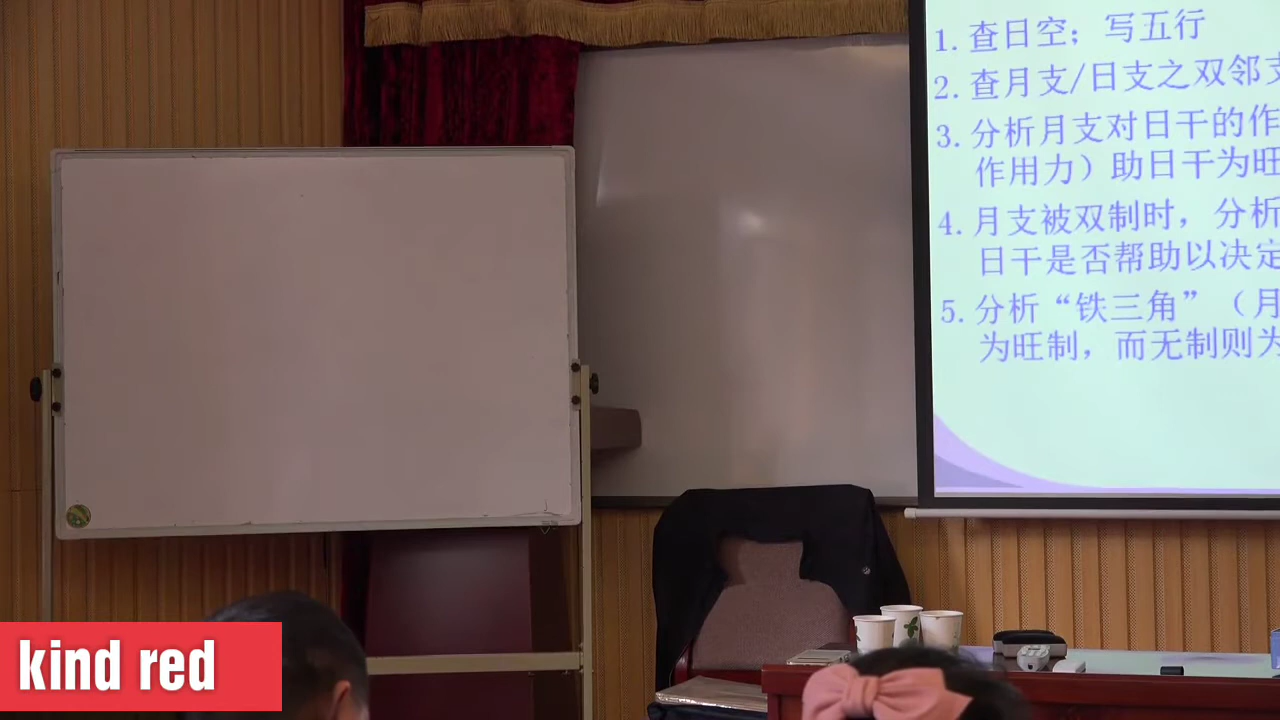 1. 查日空；写五行
2. 查月支/日支之双邻支
3. 分析月支对日干的作
作用力）助日干为旺
4. 月支被双制时，分析
日干是否帮助以决定
5. 分析“铁三角”（月
为旺制，而无制则为
kind red